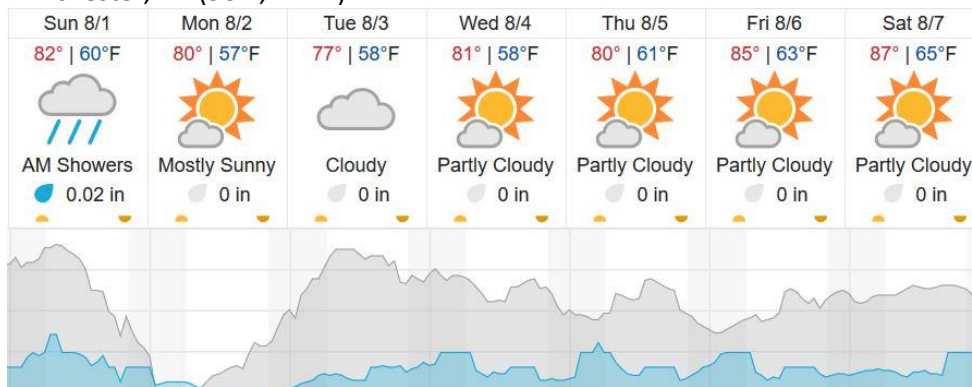 Sun 8/1 Mon 8/2 Tue 8/3 Wed 8/4 Thu 8/5 Fri 8/6 Sat 8/7
82° | 60°F 80° | 57°F 77° | 58°F 81° | 58°F 80° | 61°F 85° | 63°F 87° | 65°F
AM Showers Mostly Sunny Cloudy Partly Cloudy Partly Cloudy Partly Cloudy Partly Cloudy
0.02 in 0 in 0 in 0 in 0 in 0 in 0 in